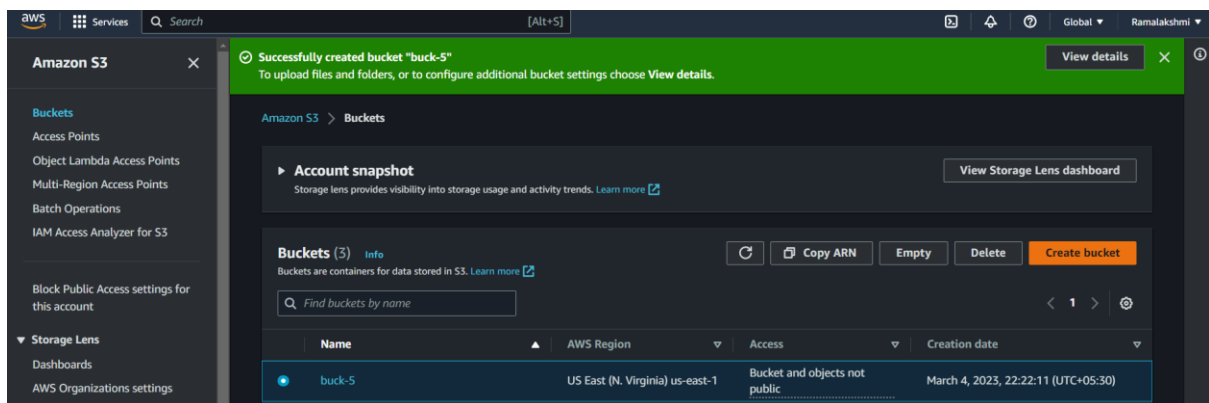 aws Services Search [Alt+S] Global Ramalakshmi
Amazon S3
Buckets
Access Points
Object Lambda Access Points
Multi-Region Access Points
Batch Operations
IAM Access Analyzer for S3
Block Public Access settings for
this account
Storage Lens
Dashboards
AWS Organizations settings
Successfully created bucket "buck-5"
To upload files and folders, or to configure additional bucket settings choose View details.
View details
Amazon S3 > Buckets
Account snapshot
Storage lens provides visibility into storage usage and activity trends. Learn more
View Storage Lens dashboard
Buckets (3) Info
Buckets are containers for data stored in S3. Learn more
Copy ARN Empty Delete Create bucket
Find buckets by name
< 1 >
Name AWS Region Access Creation date
buck-5 US East (N. Virginia) us-east-1 Bucket and objects not
public
March 4, 2023, 22:22:11 (UTC+05:30)